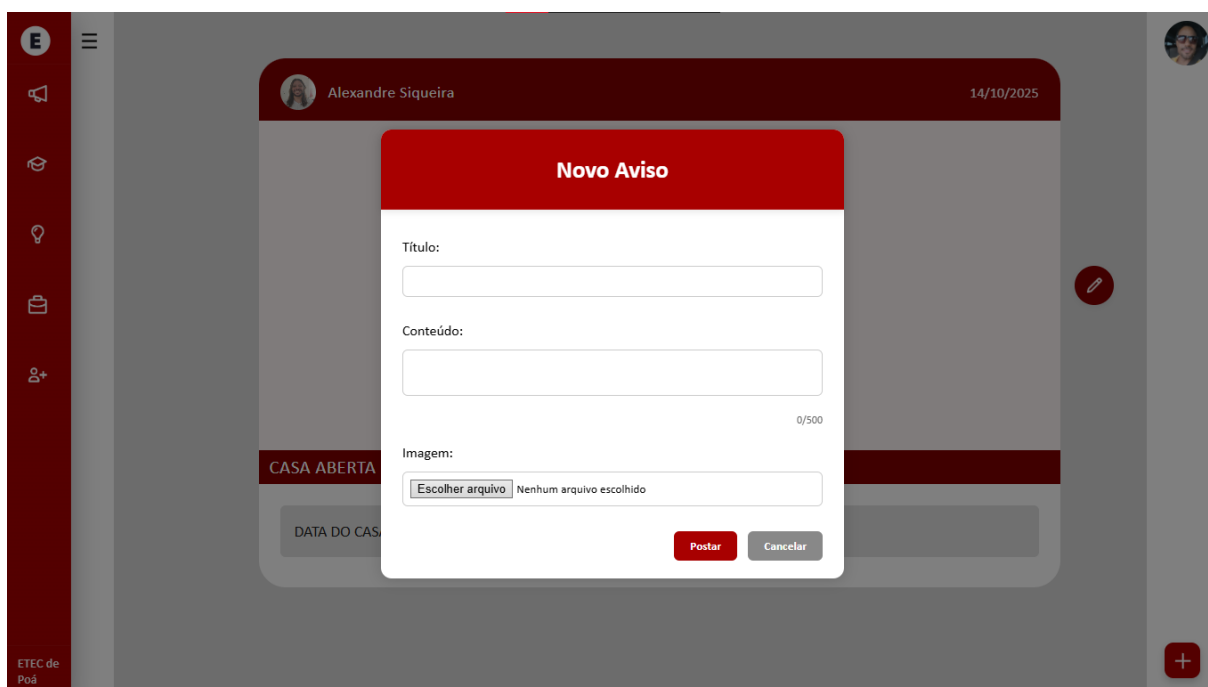 E
Alexandre Siqueira
14/10/2025
Novo Aviso
Título:
Conteúdo:
0/500
Imagem:
Escolher arquivo Nenhum arquivo escolhido
CASA ABERTA
DATA DO CASA
Postar
Cancelar
ETEC de
Poá